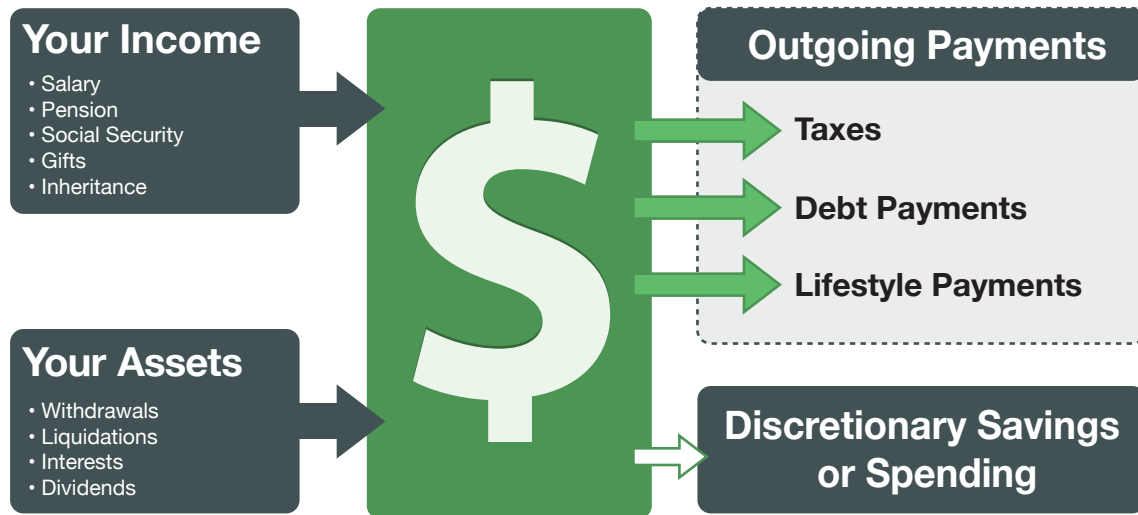 Your Income
• Salary
• Pension
• Social Security
• Gifts
• Inheritance
Your Assets
• Withdrawals
• Liquidations
• Interests
• Dividends
$
Outgoing Payments
Taxes
Debt Payments
Lifestyle Payments
Discretionary Savings
or Spending